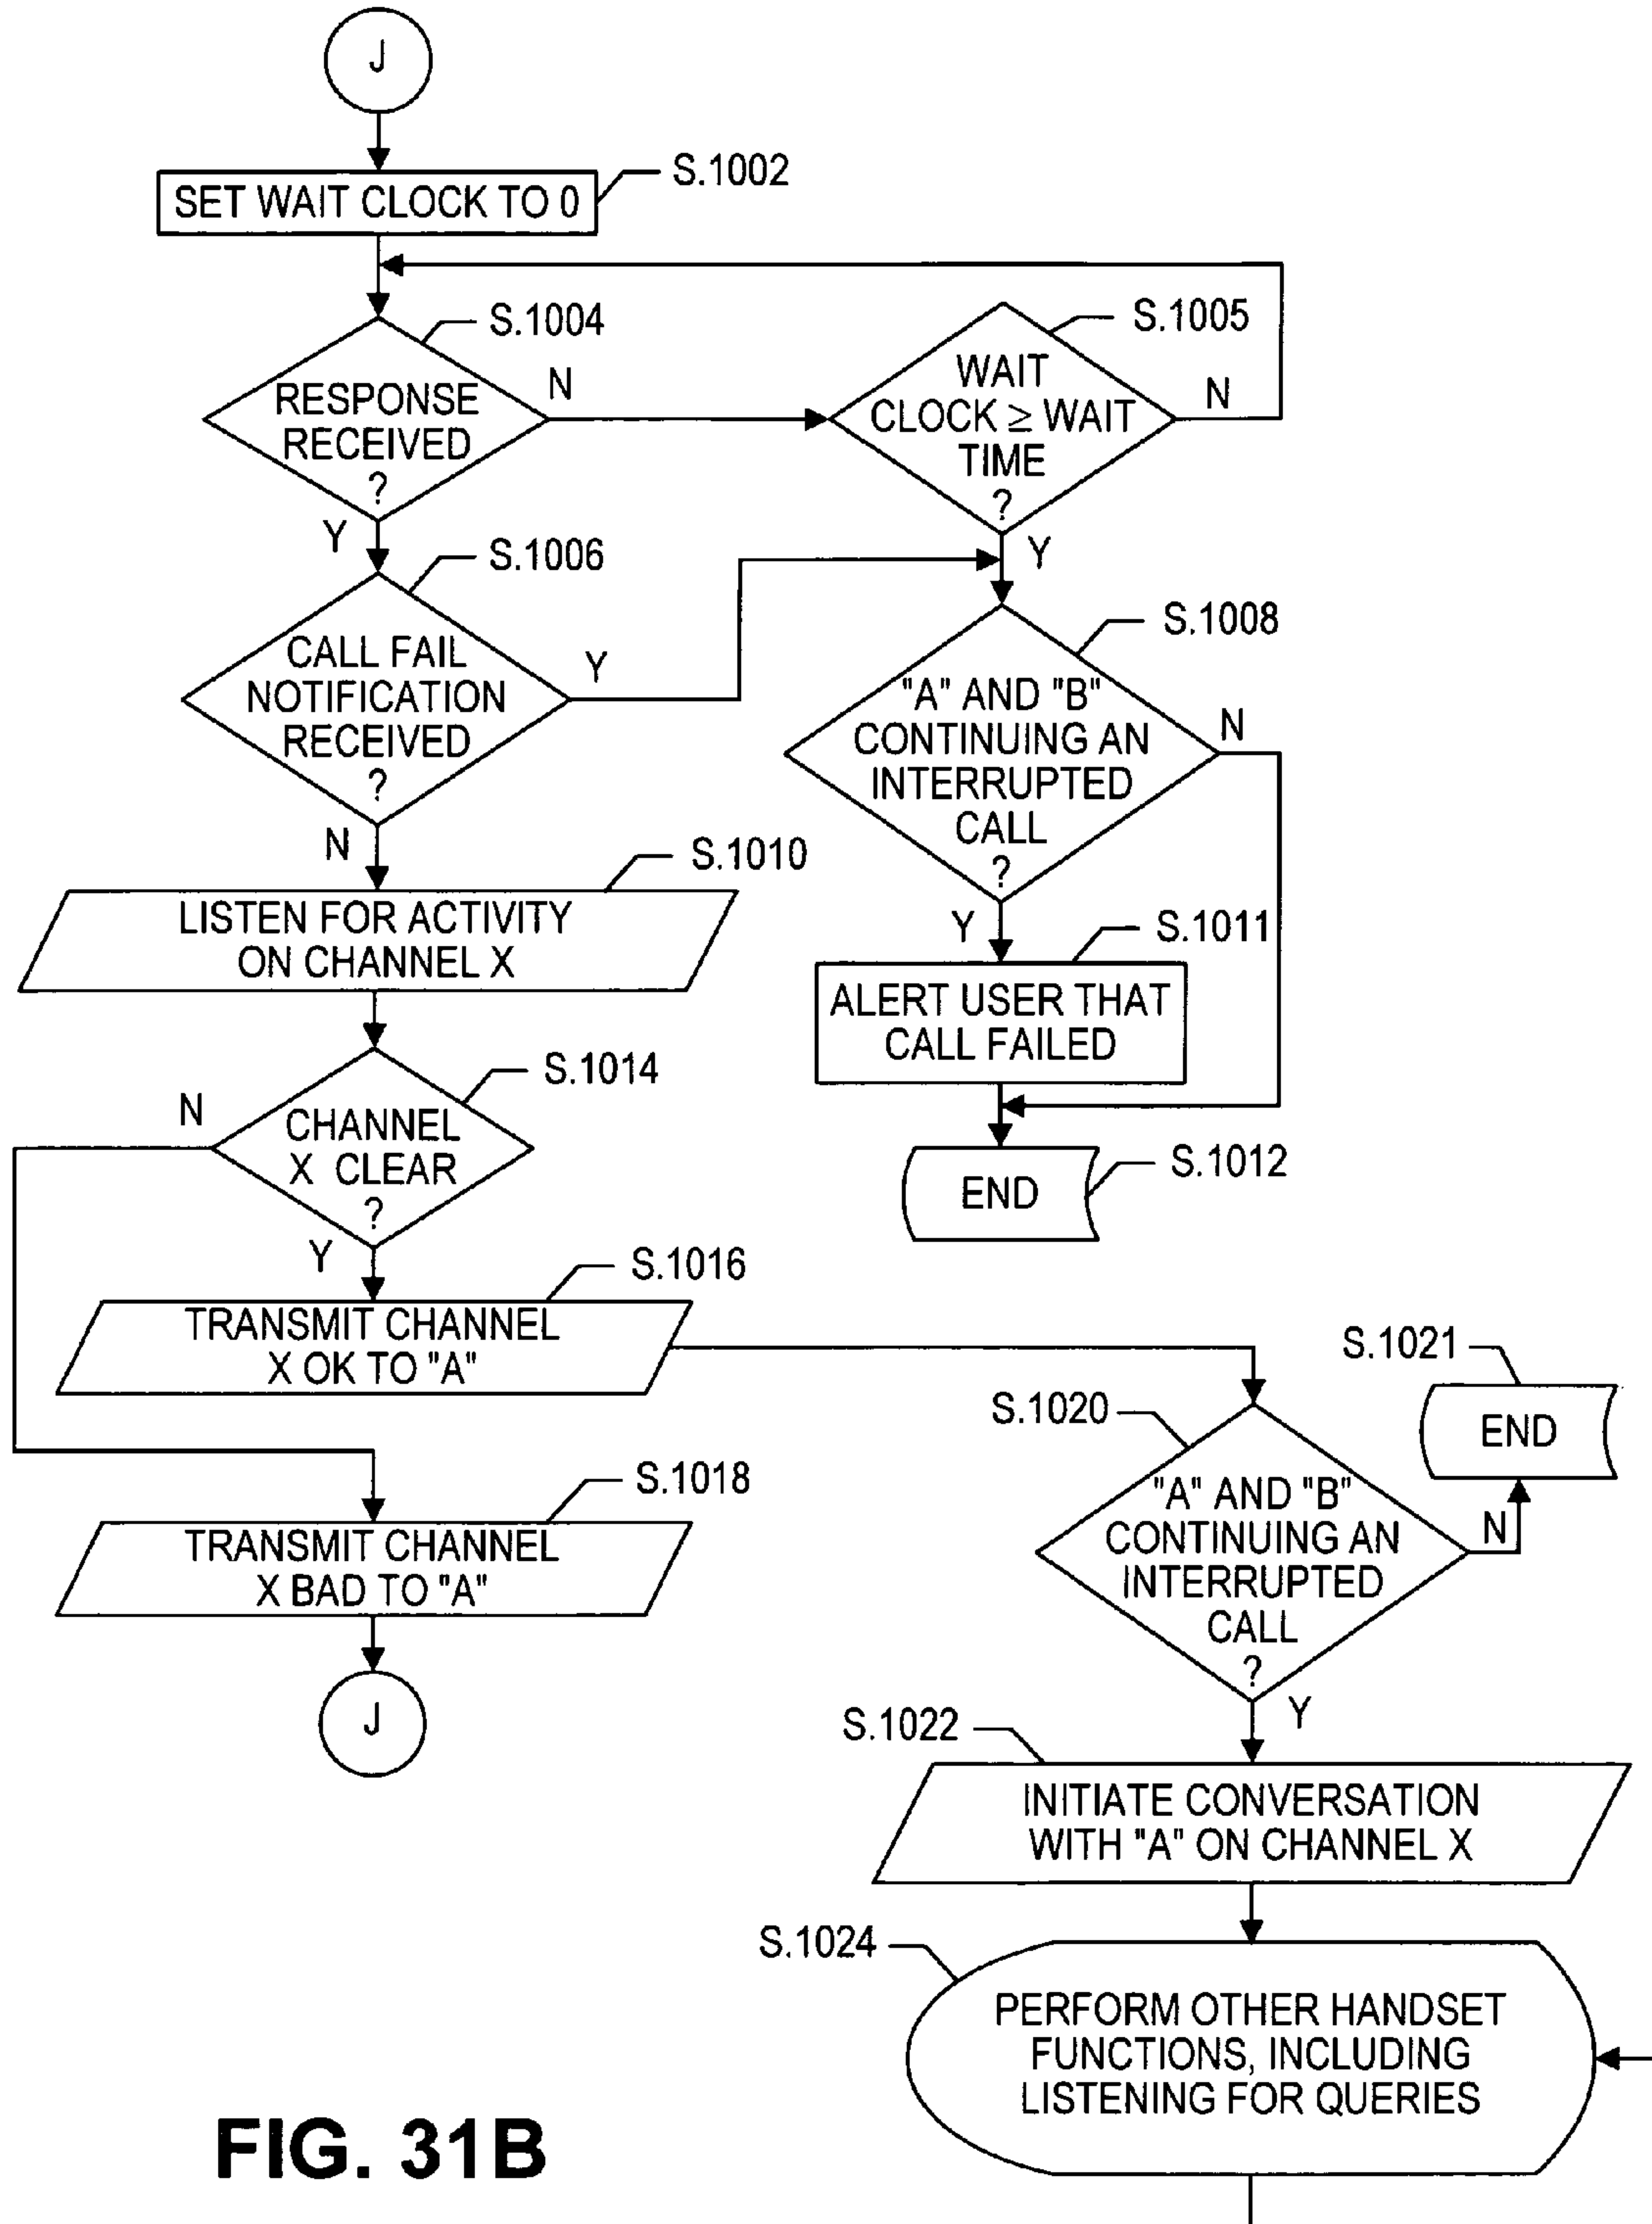 J
SET WAIT CLOCK TO 0
S.1002
S.1004
RESPONSE
RECEIVED
?
N
Y
S.1005
WAIT
CLOCK ≥ WAIT
TIME
?
N
Y
S.1006
CALL FAIL
NOTIFICATION
RECEIVED
?
Y
N
S.1008
"A" AND "B"
CONTINUING AN
INTERRUPTED
CALL
?
N
Y
S.1010
LISTEN FOR ACTIVITY
ON CHANNEL X
S.1011
ALERT USER THAT
CALL FAILED
S.1014
CHANNEL
X CLEAR
?
N
Y
END
S.1012
S.1016
TRANSMIT CHANNEL
X OK TO "A"
S.1018
TRANSMIT CHANNEL
X BAD TO "A"
J
S.1020
"A" AND "B"
CONTINUING AN
INTERRUPTED
CALL
?
N
Y
S.1021
END
S.1022
INITIATE CONVERSATION
WITH "A" ON CHANNEL X
S.1024
PERFORM OTHER HANDSET
FUNCTIONS, INCLUDING
LISTENING FOR QUERIES
FIG. 31B